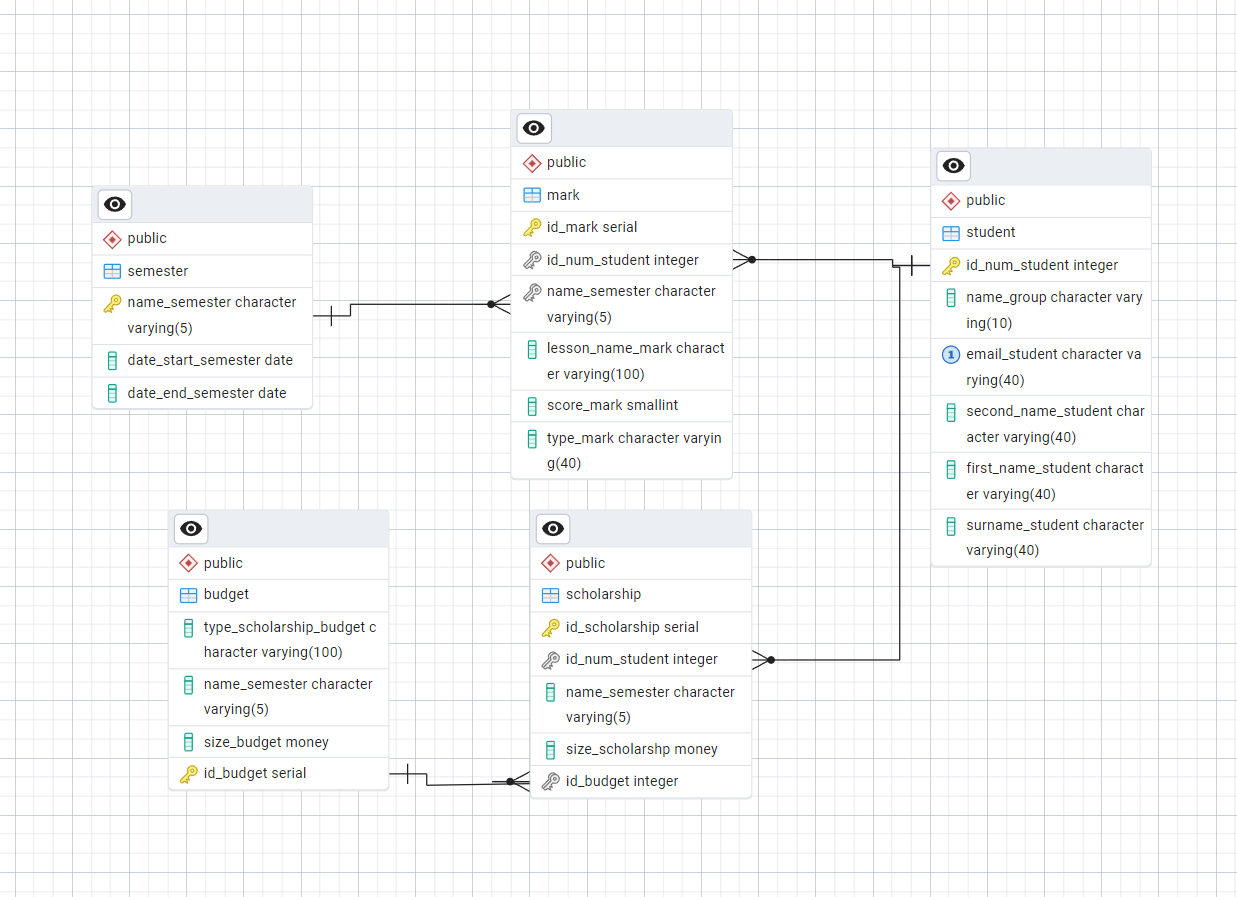 public
semester
name_semester character
varying(5)
date_start_semester date
date_end_semester date
public
mark
id_mark serial
id_num_student integer
name_semester character
varying(5)
lesson_name_mark charact
er varying(100)
score_mark smallint
type_mark character varyin
g(40)
public
student
id_num_student integer
name_group character vary
ing(10)
1
email_student character va
rying(40)
second_name_student char
acter varying(40)
first_name_student charact
er varying(40)
surname_student character
varying(40)
public
budget
type_scholarship_budget c
haracter varying(100)
name_semester character
varying(5)
size_budget money
id_budget serial
public
scholarship
id_scholarship serial
id_num_student integer
name_semester character
varying(5)
size_scholarshp money
id_budget integer